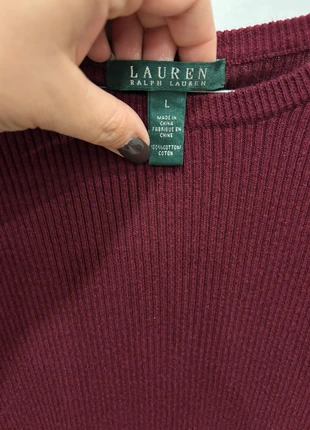 LAUREN
RALPH LAUREN
L
MADE IN
CHINA
FABRIQUÉ EN
CHINE
100%COTTON/
COTON